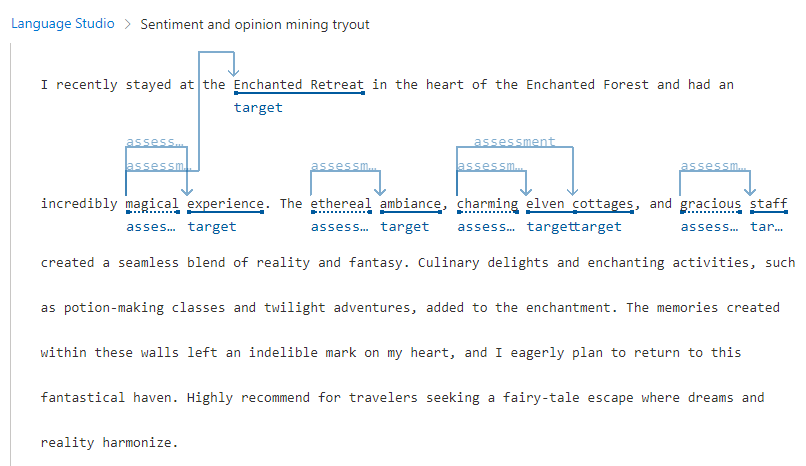 Language Studio > Sentiment and opinion mining tryout
I recently stayed at the Enchanted Retreat in the heart of the Enchanted Forest and had an
target
assess… assessment
assessm… assessm… assessm… assessm…
incredibly magical experience. The ethereal ambiance, charming elven cottages, and gracious staff
asses… target assess… target assess… target target assess… tar…
created a seamless blend of reality and fantasy. Culinary delights and enchanting activities, such
as potion-making classes and twilight adventures, added to the enchantment. The memories created
within these walls left an indelible mark on my heart, and I eagerly plan to return to this
fantastical haven. Highly recommend for travelers seeking a fairy-tale escape where dreams and
reality harmonize.